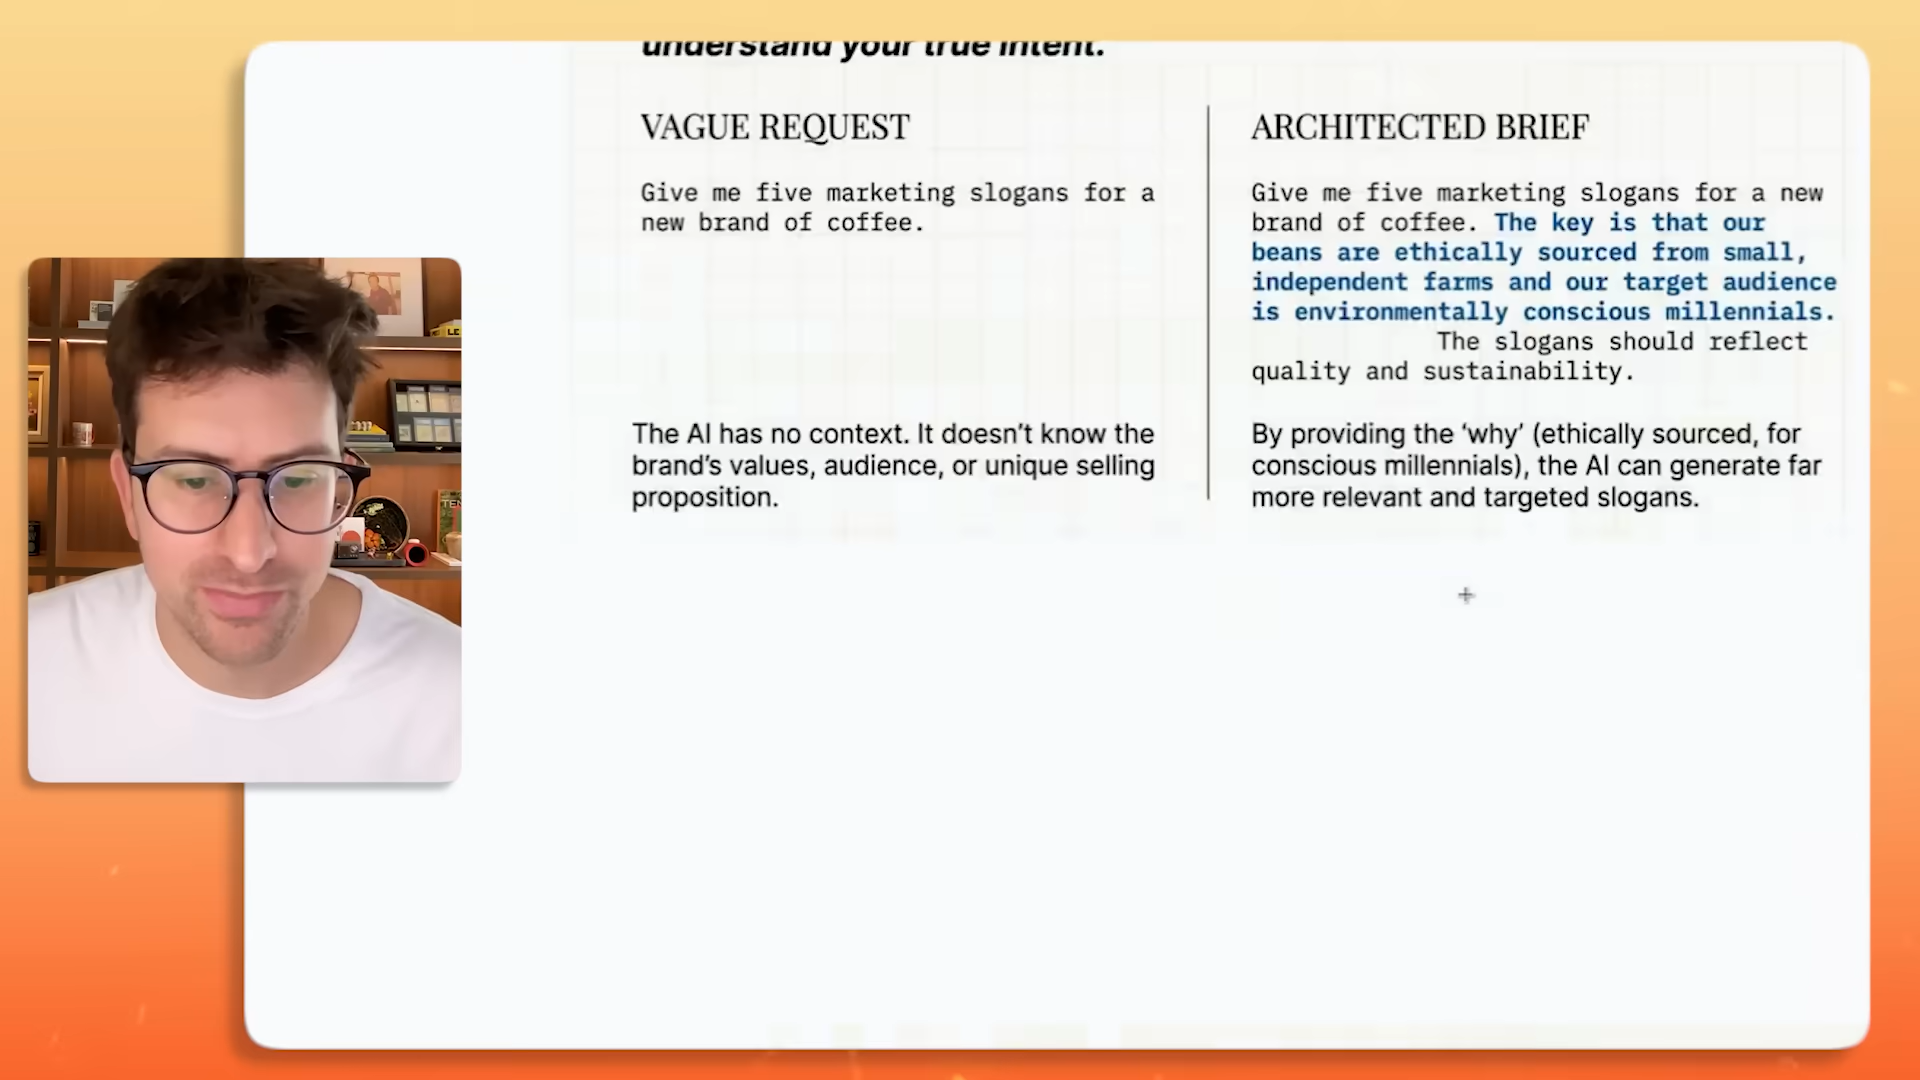 understand your true intent.
VAGUE REQUEST
Give me five marketing slogans for a
new brand of coffee.
The AI has no context. It doesn’t know the
brand’s values, audience, or unique selling
proposition.
ARCHITECTED BRIEF
Give me five marketing slogans for a new
brand of coffee. The key is that our
beans are ethically sourced from small,
independent farms and our target audience
is environmentally conscious millennials.
The slogans should reflect
quality and sustainability.
By providing the ‘why’ (ethically sourced, for
conscious millennials), the AI can generate far
more relevant and targeted slogans.